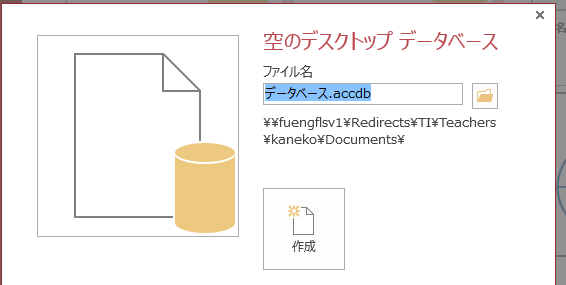 空のデスクトップ データベース
ファイル名
データベース.accdb
¥¥fuengflsv1¥Redirects¥TI¥Teachers
¥kaneko¥Documents¥
作成